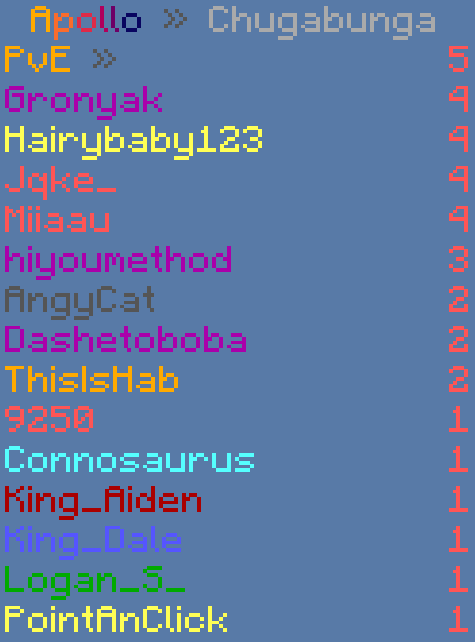 Apollo » Chugabunga
PvE » 5
Gronyak 4
Hairybaby123 4
Jqke_ 4
Miiaau 4
hiyoumethod 3
AngyCat 2
Dashetoboba 2
ThisIsHab 2
9250 1
Connosaurus 1
King_Aiden 1
King_Dale 1
Logan_S_ 1
PointAnClick 1